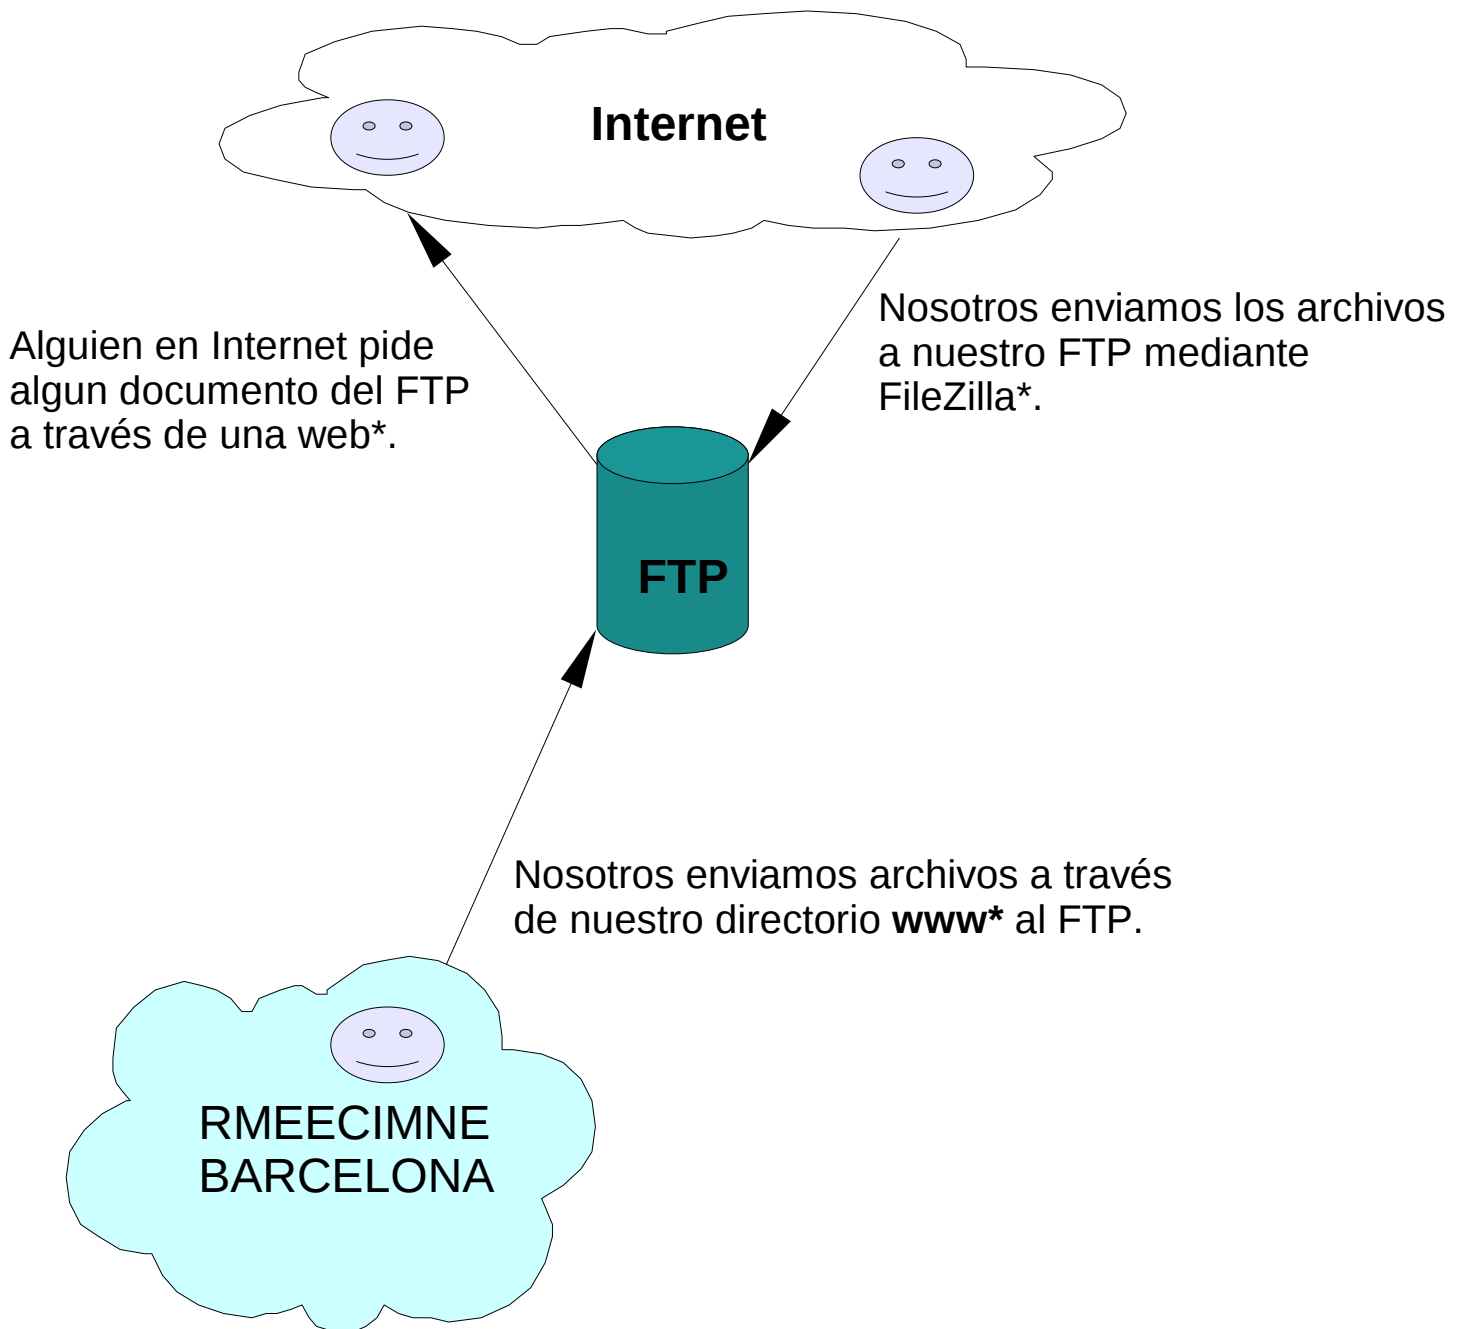 Internet
Nosotros enviamos los archivos
a nuestro FTP mediante
FileZilla*.
Alguien en Internet pide
algun documento del FTP
a través de una web*.
FTP
Nosotros enviamos archivos a través
de nuestro directorio www* al FTP.
RMEECIMNE
BARCELONA